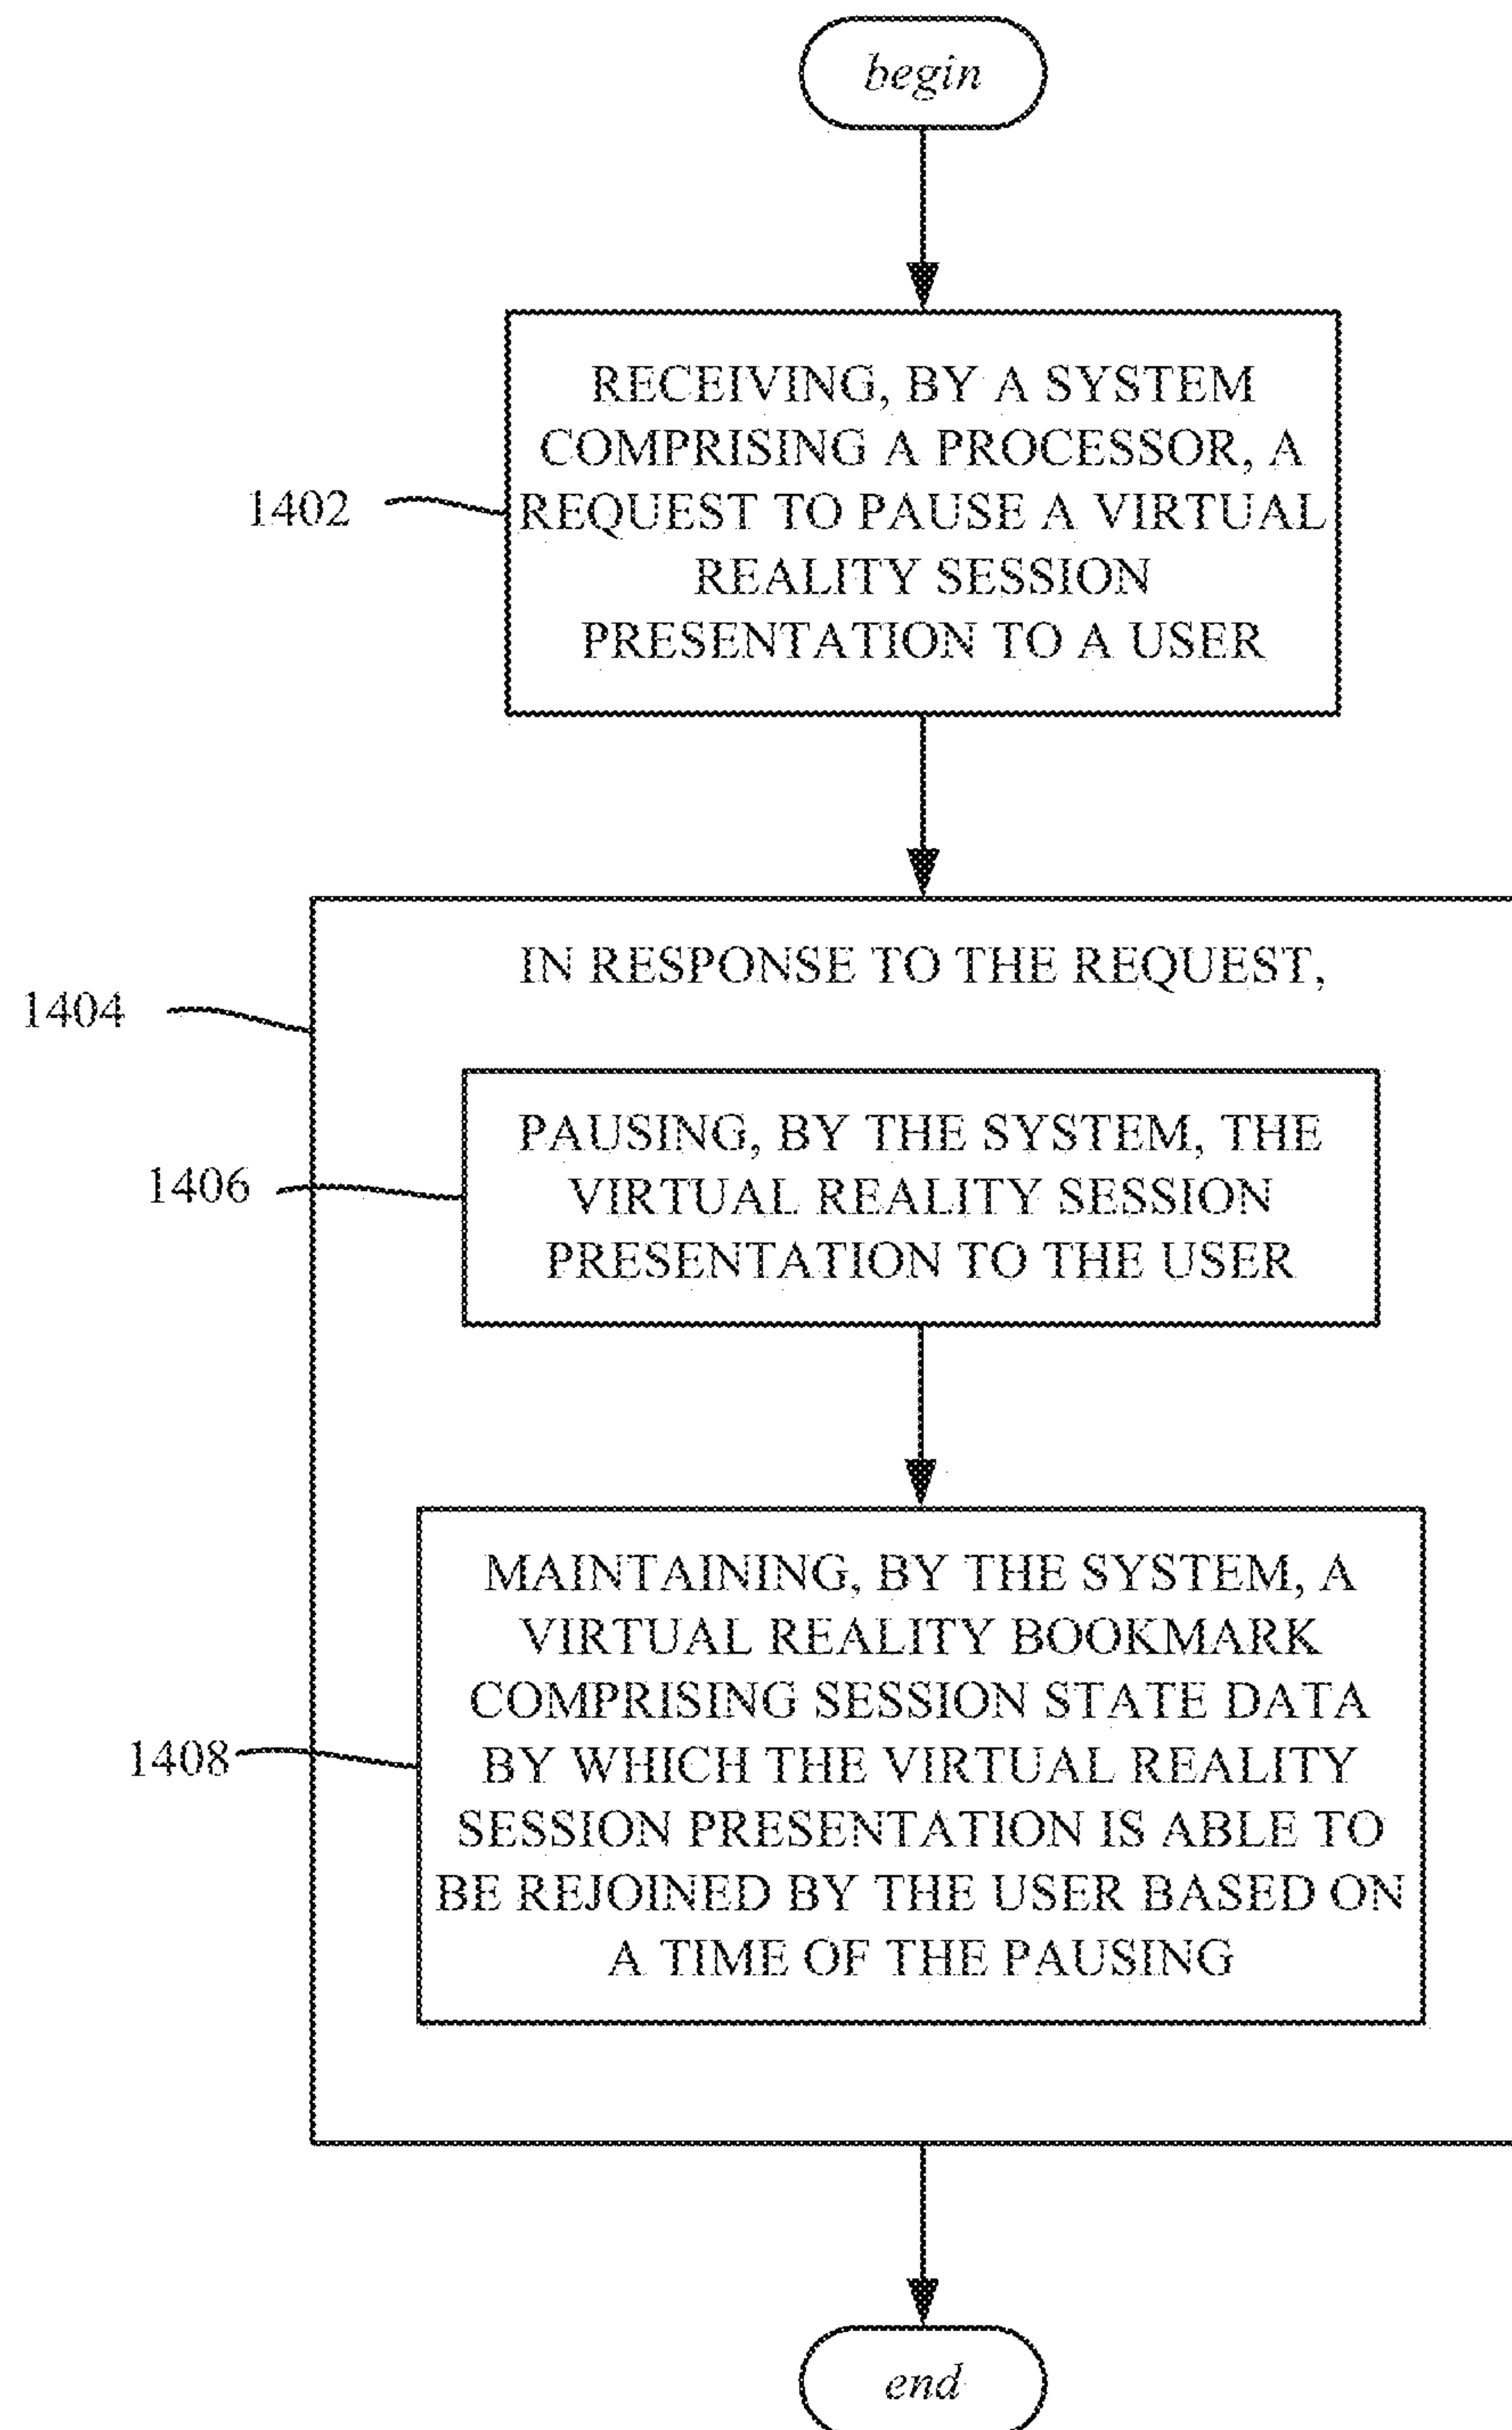 begin
RECEIVING, BY A SYSTEM
COMPRISING A PROCESSOR, A
REQUEST TO PAUSE A VIRTUAL
REALITY SESSION
PRESENTATION TO A USER
1402
IN RESPONSE TO THE REQUEST,
1404
PAUSING, BY THE SYSTEM, THE
VIRTUAL REALITY SESSION
PRESENTATION TO THE USER
1406
MAINTAINING, BY THE SYSTEM, A
VIRTUAL REALITY BOOKMARK
COMPRISING SESSION STATE DATA
BY WHICH THE VIRTUAL REALITY
SESSION PRESENTATION IS ABLE TO
BE REJOINED BY THE USER BASED ON
A TIME OF THE PAUSING
1408
end